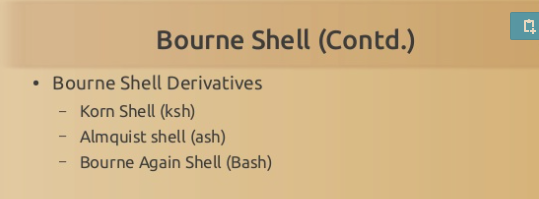 Bourne Shell (Contd.)
• Bourne Shell Derivatives
– Korn Shell (ksh)
– Almquist shell (ash)
– Bourne Again Shell (Bash)